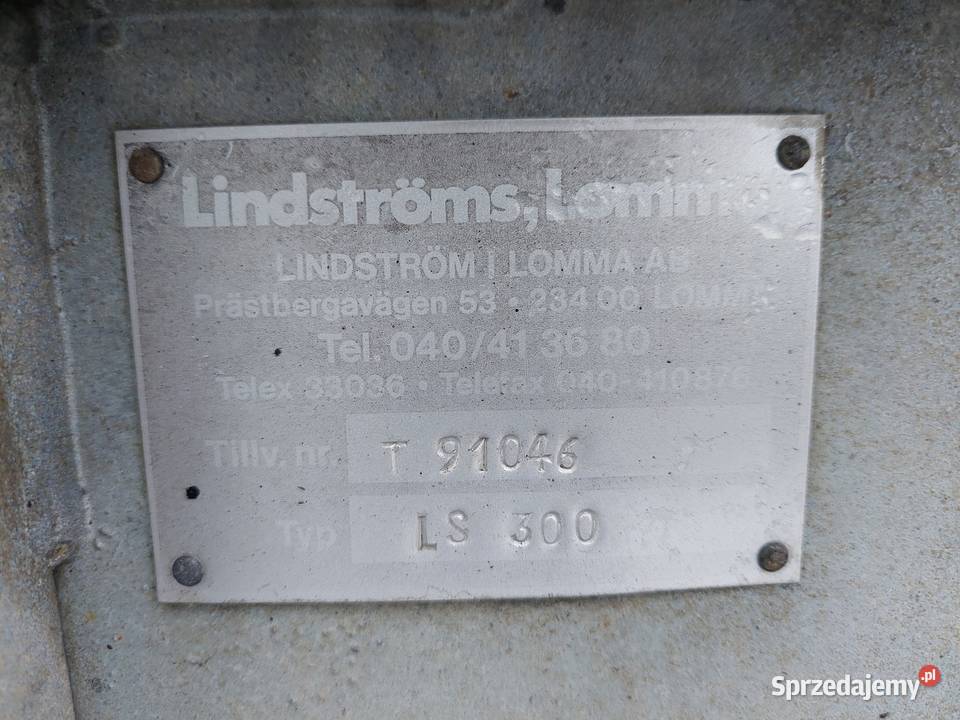 Lindströms, Lomma
LINDSTRÖM I LOMMA AB
Prästbergavägen 53 • 234 00 LOMMA
Tel. 040/41 36 80
Telex 33036 • Telefax 040-410876
Tillv. nr. T 91046
Typ LS 300
Sprzedajemy.pl